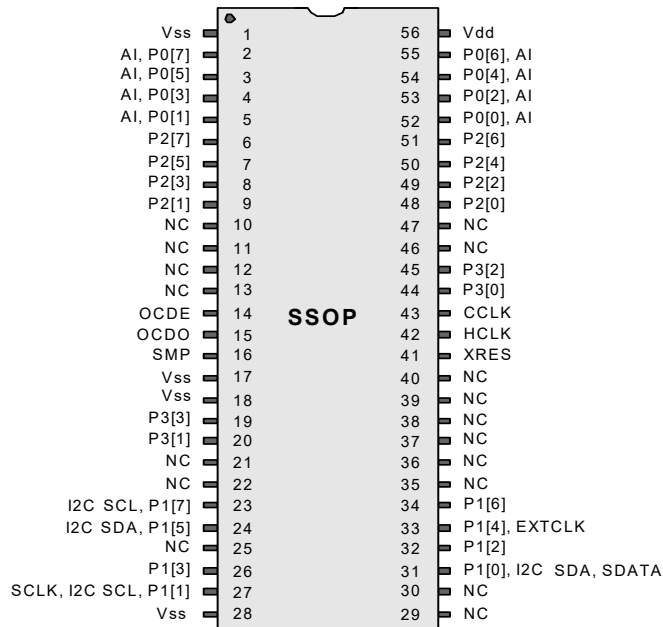 Vss 1 56 Vdd
AI, P0[7] 2 55 P0[6], AI
AI, P0[5] 3 54 P0[4], AI
AI, P0[3] 4 53 P0[2], AI
AI, P0[1] 5 52 P0[0], AI
P2[7] 6 51 P2[6]
P2[5] 7 50 P2[4]
P2[3] 8 49 P2[2]
P2[1] 9 48 P2[0]
NC 10 47 NC
NC 11 46 NC
NC 12 45 P3[2]
NC 13 44 P3[0]
OCDE 14 SSOP 43 CCLK
OCDO 15 42 HCLK
SMP 16 41 XRES
Vss 17 40 NC
Vss 18 39 NC
P3[3] 19 38 NC
P3[1] 20 37 NC
NC 21 36 NC
NC 22 35 NC
I2C SCL, P1[7] 23 34 P1[6]
I2C SDA, P1[5] 24 33 P1[4], EXTCLK
NC 25 32 P1[2]
P1[3] 26 31 P1[0], I2C SDA, SDATA
SCLK, I2C SCL, P1[1] 27 30 NC
Vss 28 29 NC